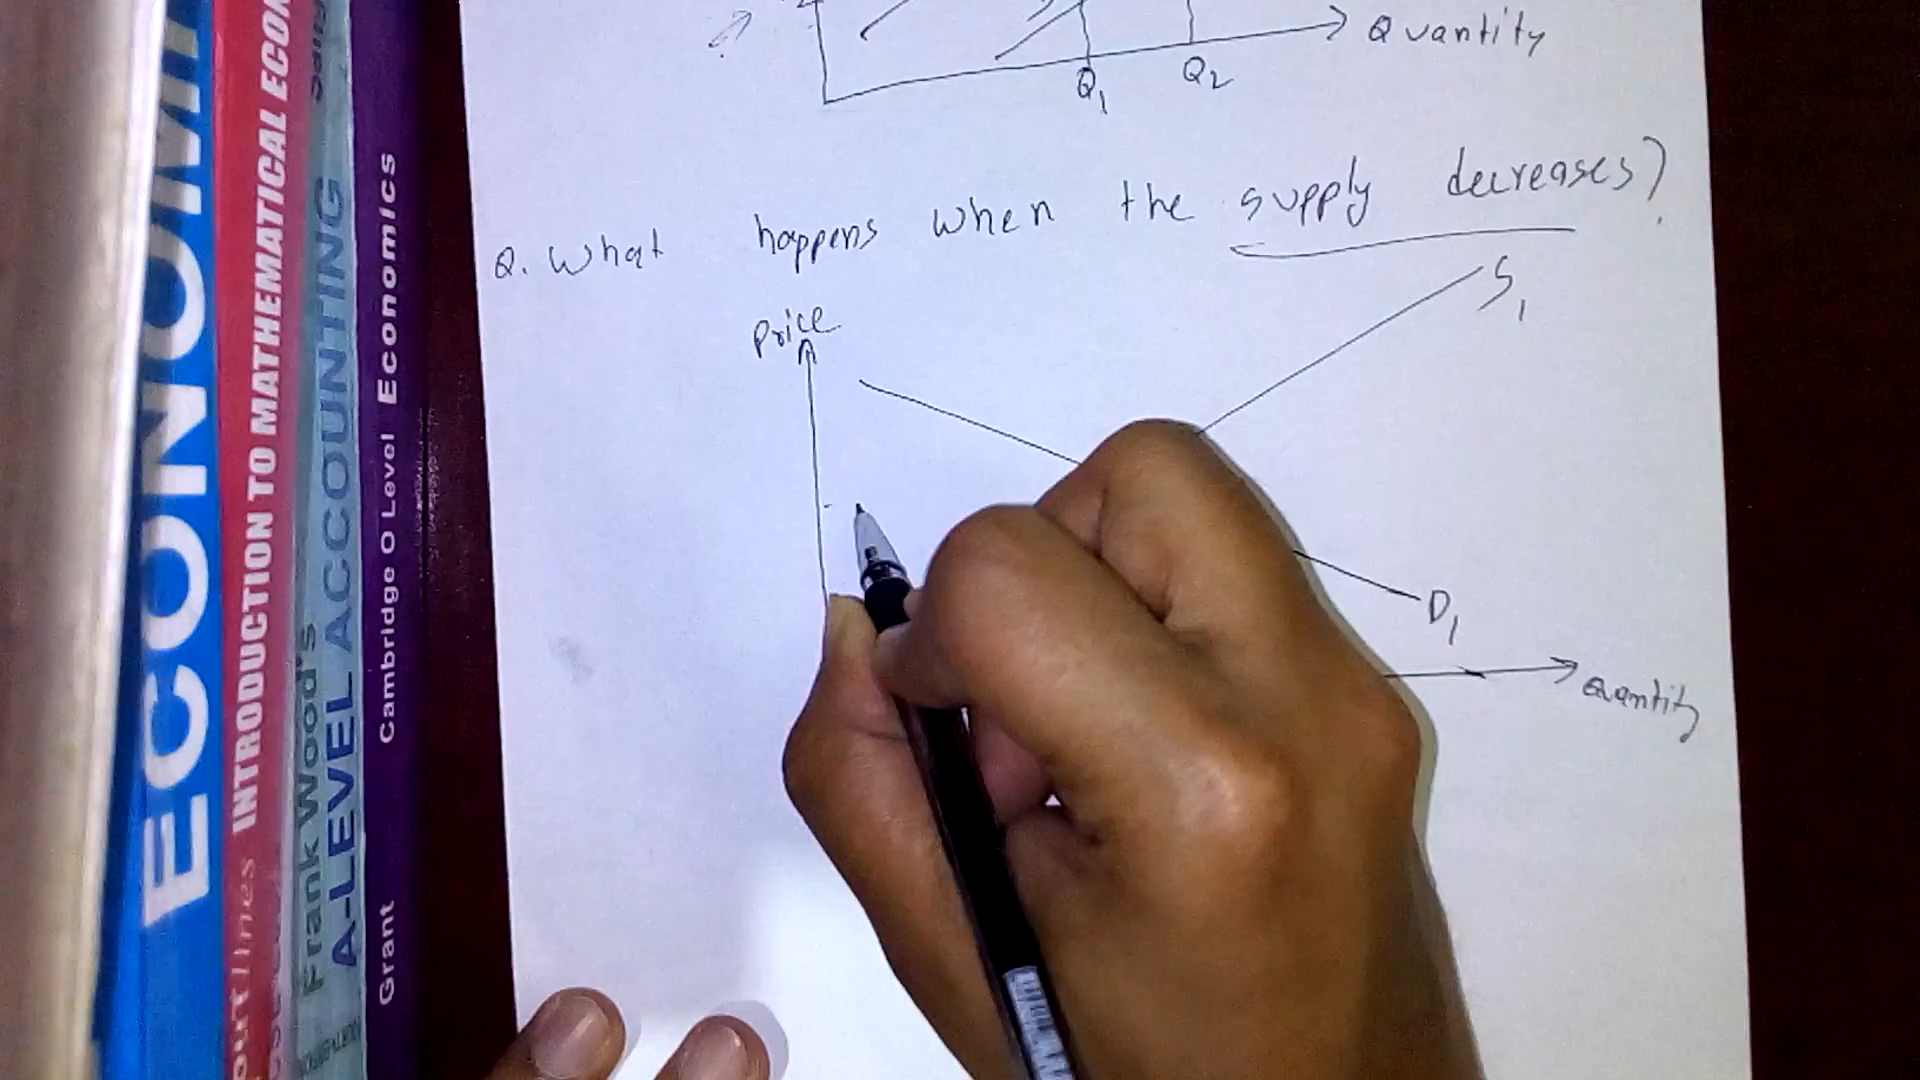 ECONOMI
INTRODUCTION TO MATHEMATICAL ECON
Frank Wood's
A-LEVEL ACCOUNTING
Grant
Cambridge O Level Economics
Quantity
Q1
Q2
Q. What happens when the supply decreases?
Price
S1
D1
Quantity